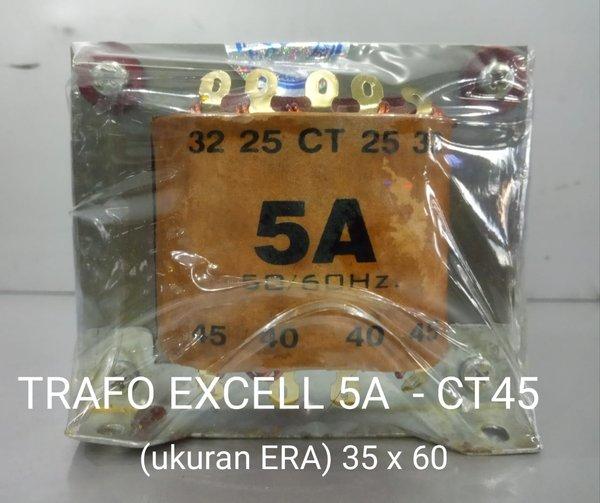 32 25 CT 25 32
5A
50/60Hz.
45 40 40 45
TRAFO EXCELL 5A - CT45
(ukuran ERA) 35 x 60